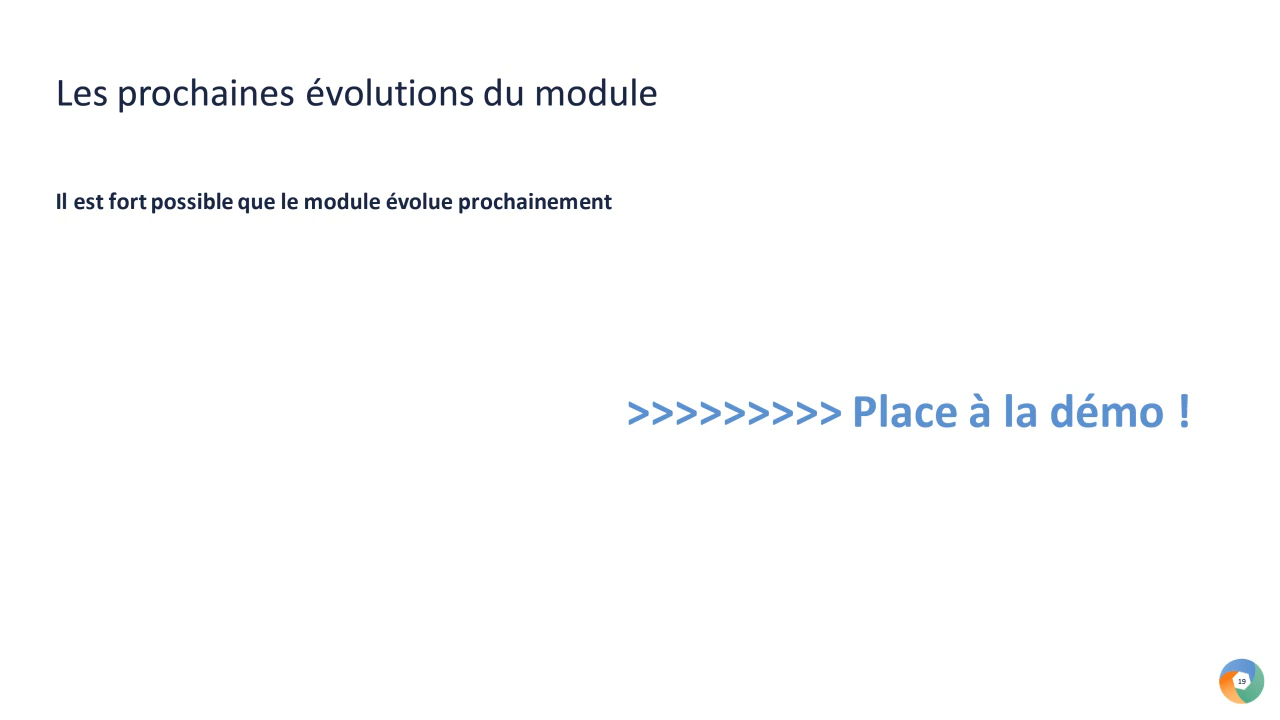 Les prochaines évolutions du module
Il est fort possible que le module évolue prochainement
>>>>>>>>> Place à la démo !
19